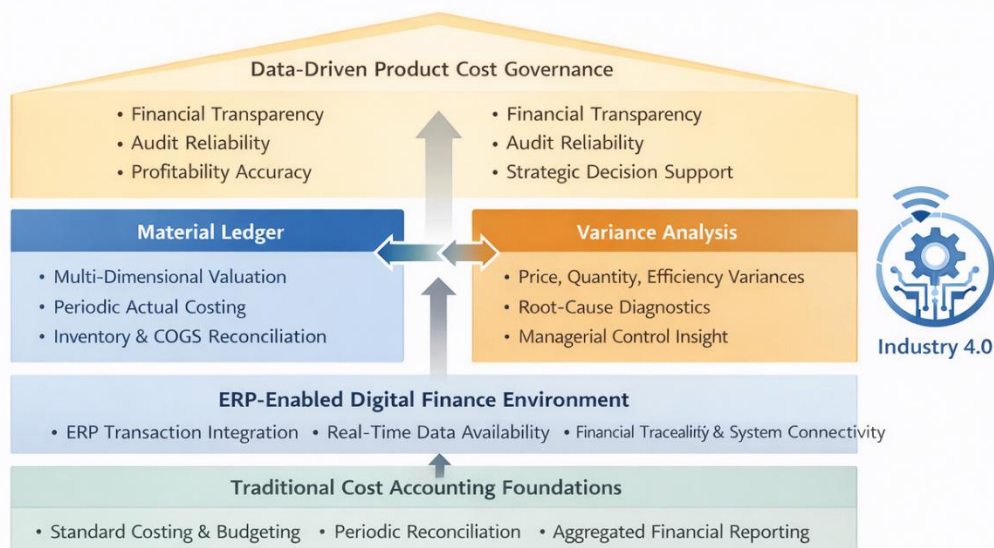 Data-Driven Product Cost Governance
• Financial Transparency
• Audit Reliability
• Profitability Accuracy
• Financial Transparency
• Audit Reliability
• Strategic Decision Support
Material Ledger
• Multi-Dimensional Valuation
• Periodic Actual Costing
• Inventory & COGS Reconciliation
Variance Analysis
• Price, Quantity, Efficiency Variances
• Root-Cause Diagnostics
• Managerial Control Insight
Industry 4.0
ERP-Enabled Digital Finance Environment
• ERP Transaction Integration • Real-Time Data Availability • Financial & System Connectivity
Traditional Cost Accounting Foundations
• Standard Costing & Budgeting • Periodic Reconciliation • Aggregated Financial Reporting